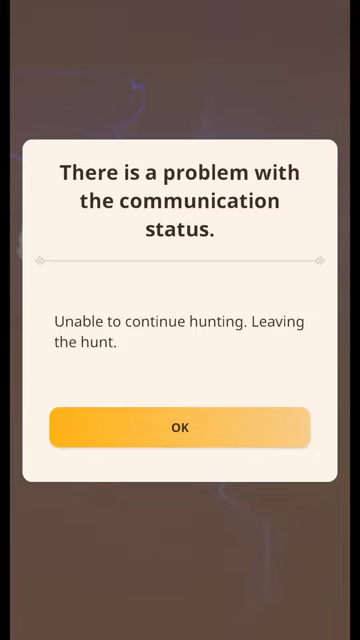 There is a problem with
the communication
status.
Unable to continue hunting. Leaving
the hunt.
OK